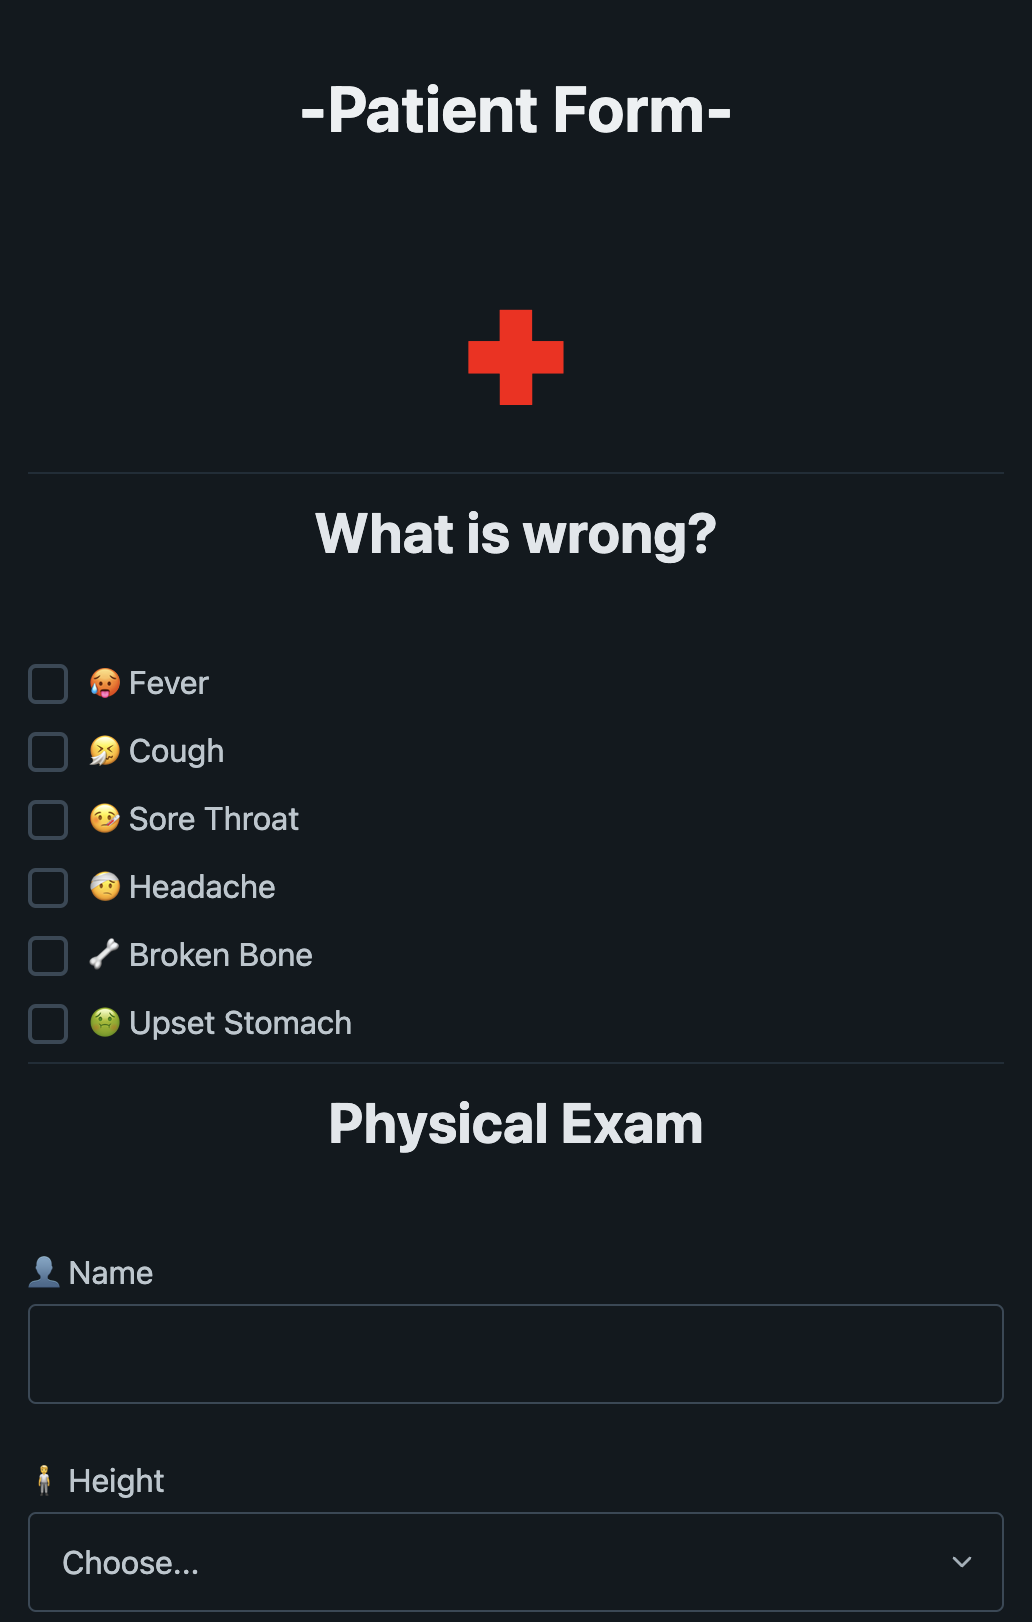 -Patient Form-
What is wrong?
🥵 Fever
🤧 Cough
🤒 Sore Throat
🤕 Headache
🦴 Broken Bone
🤢 Upset Stomach
Physical Exam
👤 Name
🧍 Height
Choose...